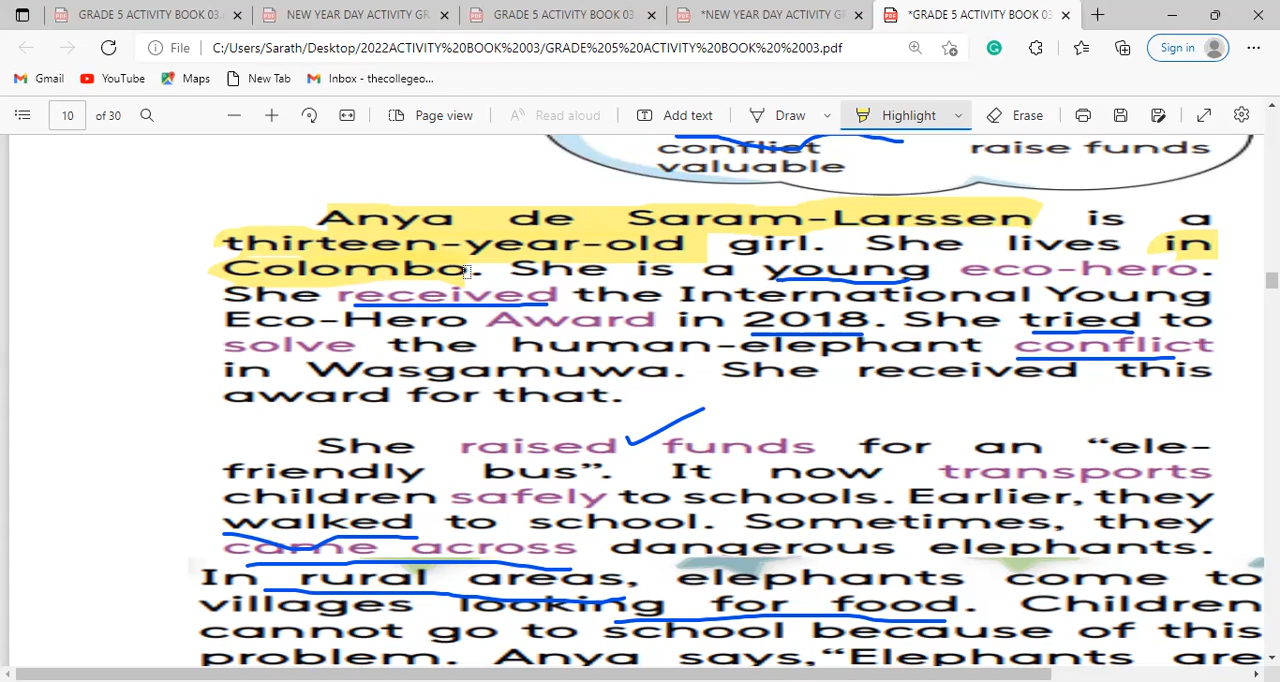 GRADE 5 ACTIVITY BOOK 03. NEW YEAR DAY ACTIVITY GR GRADE 5 ACTIVITY BOOK 03 *NEW YEAR DAY ACTIVITY GR *GRADE 5 ACTIVITY BOOK 03
File C:/Users/Sarath/Desktop/2022ACTIVITY%20BOOK%2003/GRADE%205%20ACTIVITY%20BOOK%20%2003.pdf Sign in
Gmail YouTube Maps New Tab Inbox - thecollegeo...
10 of 30 Page view Read aloud Add text Draw Highlight Erase
conflict raise funds
valuable
Anya de Saram-Larssen is a
thirteen-year-old girl. She lives in
Colombo. She is a young eco-hero.
She received the International Young
Eco-Hero Award in 2018. She tried to
solve the human-elephant conflict
in Wasgamuwa. She received this
award for that.
She raised funds for an “ele-
friendly bus”. It now transports
children safely to schools. Earlier, they
walked to school. Sometimes, they
came across dangerous elephants.
In rural areas, elephants come to
villages looking for food. Children
cannot go to school because of this
problem. Anya says,“Elephants are